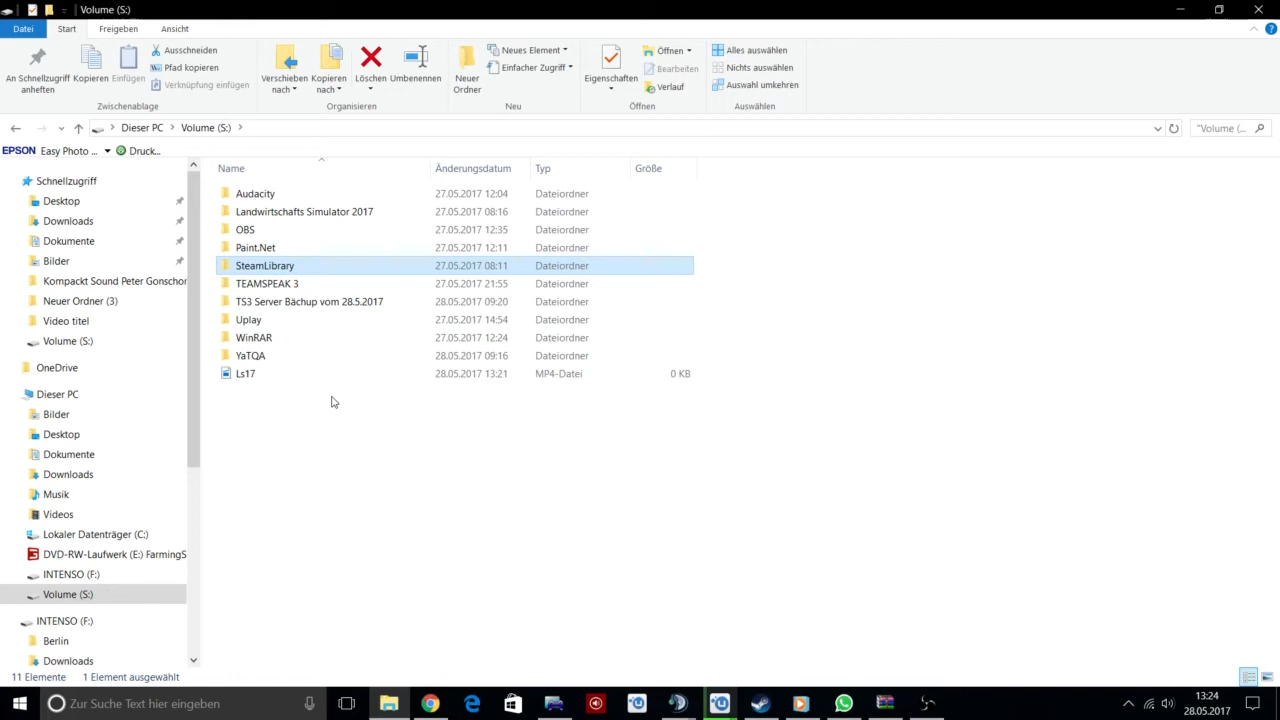 Volume (S:)
Datei Start Freigeben Ansicht
An Schnellzugriff anheften
Kopieren
Einfügen
Ausschneiden
Pfad kopieren
Verknüpfung einfügen
Zwischenablage
Verschieben nach
Kopieren nach
Löschen
Umbenennen
Organisieren
Neuer Ordner
Neues Element
Einfacher Zugriff
Neu
Eigenschaften
Öffnen
Bearbeiten
Verlauf
Öffnen
Alles auswählen
Nichts auswählen
Auswahl umkehren
Auswählen
Dieser PC Volume (S:)
"Volume (...
EPSON Easy Photo ... Druck...
Schnellzugriff
Desktop
Downloads
Dokumente
Bilder
Kompackt Sound Peter Gonschor
Neuer Ordner (3)
Video titel
Volume (S:)
OneDrive
Dieser PC
Bilder
Desktop
Dokumente
Downloads
Musik
Videos
Lokaler Datenträger (C:)
DVD-RW-Laufwerk (E:) FarmingS
INTENSO (F:)
Volume (S:)
INTENSO (F:)
Berlin
Downloads
Name Änderungsdatum Typ Größe
Audacity 27.05.2017 12:04 Dateiordner
Landwirtschafts Simulator 2017 27.05.2017 08:16 Dateiordner
OBS 27.05.2017 12:35 Dateiordner
Paint.Net 27.05.2017 12:11 Dateiordner
SteamLibrary 27.05.2017 08:11 Dateiordner
TEAMSPEAK 3 27.05.2017 21:55 Dateiordner
TS3 Server Bächup vom 28.5.2017 28.05.2017 09:20 Dateiordner
Uplay 27.05.2017 14:54 Dateiordner
WinRAR 27.05.2017 12:24 Dateiordner
YaTQA 28.05.2017 09:16 Dateiordner
Ls17 28.05.2017 13:21 MP4-Datei 0 KB
11 Elemente 1 Element ausgewählt
Zur Suche Text hier eingeben
13:24
28.05.2017